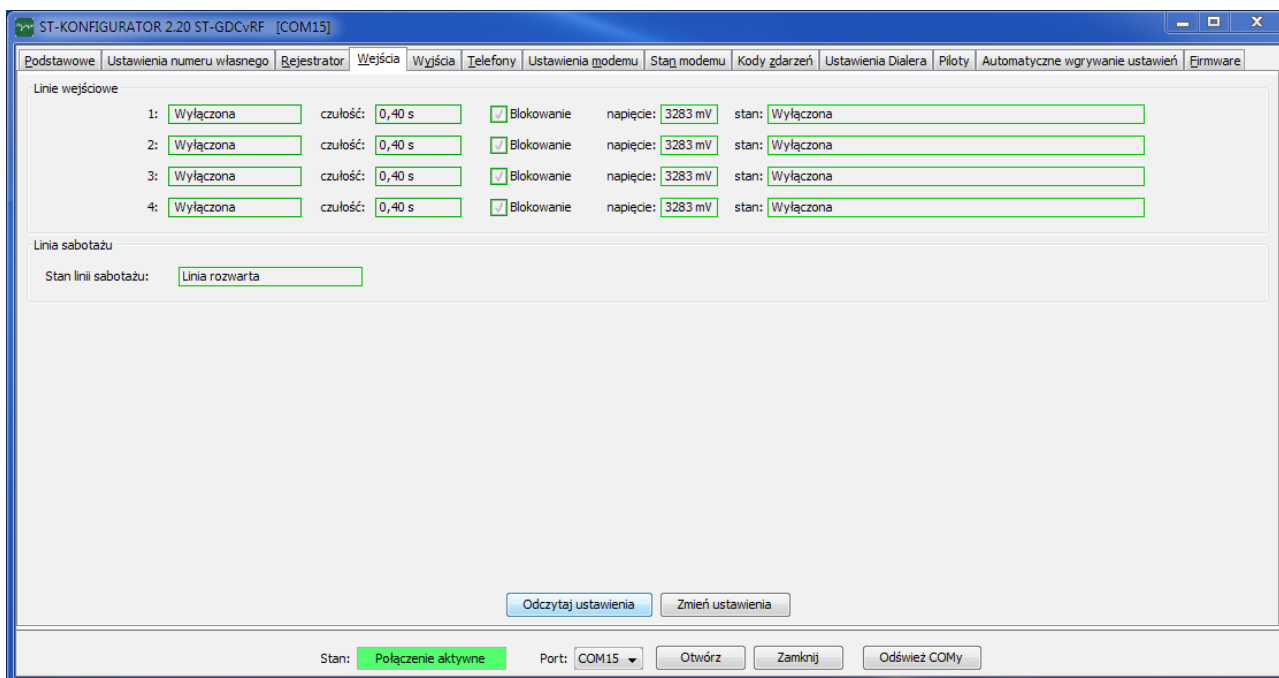 ST-KONFIGURATOR 2.20 ST-GDCvRF [COM15]
Podstawowe Ustawienia numeru własnego Rejestrator Wejścia Wyjścia Telefony Ustawienia modemu Stan modemu Kody zdarzeń Ustawienia Dialera Piloty Automatyczne wgrywanie ustawień Firmware
Linie wejściowe
1: Wyłączona czułość: 0,40 s Blokowanie napięcie: 3283 mV stan: Wyłączona
2: Wyłączona czułość: 0,40 s Blokowanie napięcie: 3283 mV stan: Wyłączona
3: Wyłączona czułość: 0,40 s Blokowanie napięcie: 3283 mV stan: Wyłączona
4: Wyłączona czułość: 0,40 s Blokowanie napięcie: 3283 mV stan: Wyłączona
Linia sabotażu
Stan linii sabotażu: Linia rozwarta
Odczytaj ustawienia Zmień ustawienia
Stan: Połączenie aktywne Port: COM15 Otwórz Zamknij Odśwież COMy